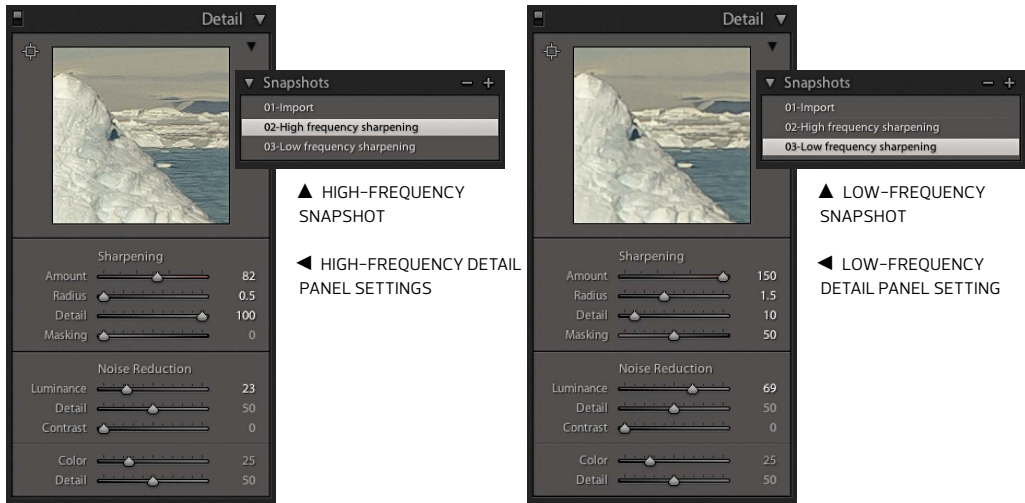 Detail ▼
▼ Snapshots − +
01-Import
02-High frequency sharpening
03-Low frequency sharpening
▲ HIGH-FREQUENCY
SNAPSHOT
◄ HIGH-FREQUENCY DETAIL
PANEL SETTINGS
Sharpening
Amount 82
Radius 0.5
Detail 100
Masking 0
Noise Reduction
Luminance 23
Detail 50
Contrast 0
Color 25
Detail 50
Detail ▼
▼ Snapshots − +
01-Import
02-High frequency sharpening
03-Low frequency sharpening
▲ LOW-FREQUENCY
SNAPSHOT
◄ LOW-FREQUENCY
DETAIL PANEL SETTING
Sharpening
Amount 150
Radius 1.5
Detail 10
Masking 50
Noise Reduction
Luminance 69
Detail 50
Contrast 0
Color 25
Detail 50